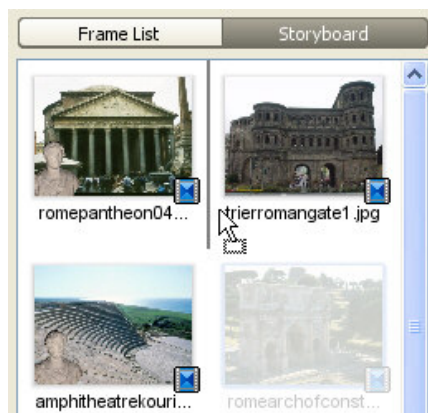 Frame List Storyboard
romepantheon04... trierromangate1.jpg
amphitheatrekouri... romearchofconst...